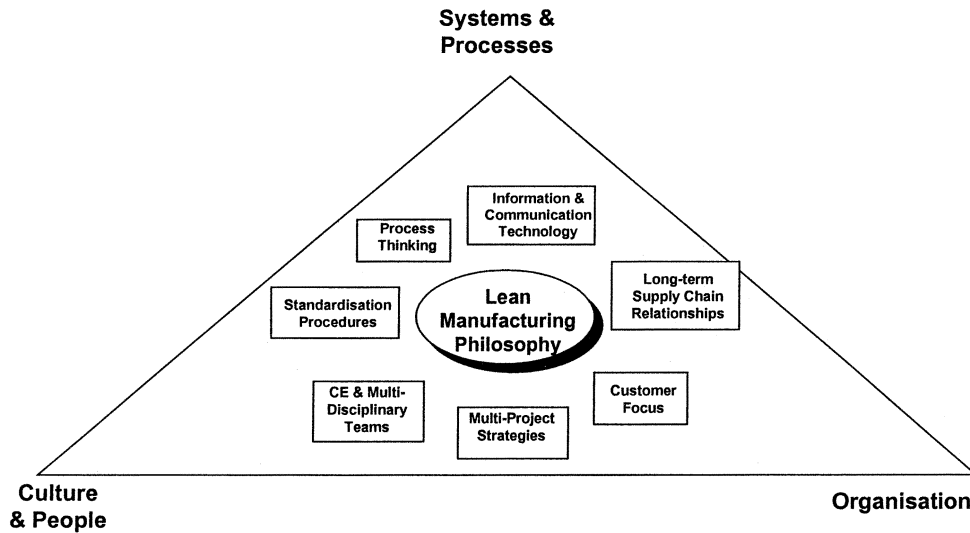 Systems &
Processes
Information &
Communication
Technology
Process
Thinking
Long-term
Supply Chain
Relationships
Standardisation
Procedures
Lean
Manufacturing
Philosophy
CE & Multi-
Disciplinary
Teams
Multi-Project
Strategies
Customer
Focus
Culture
& People
Organisation